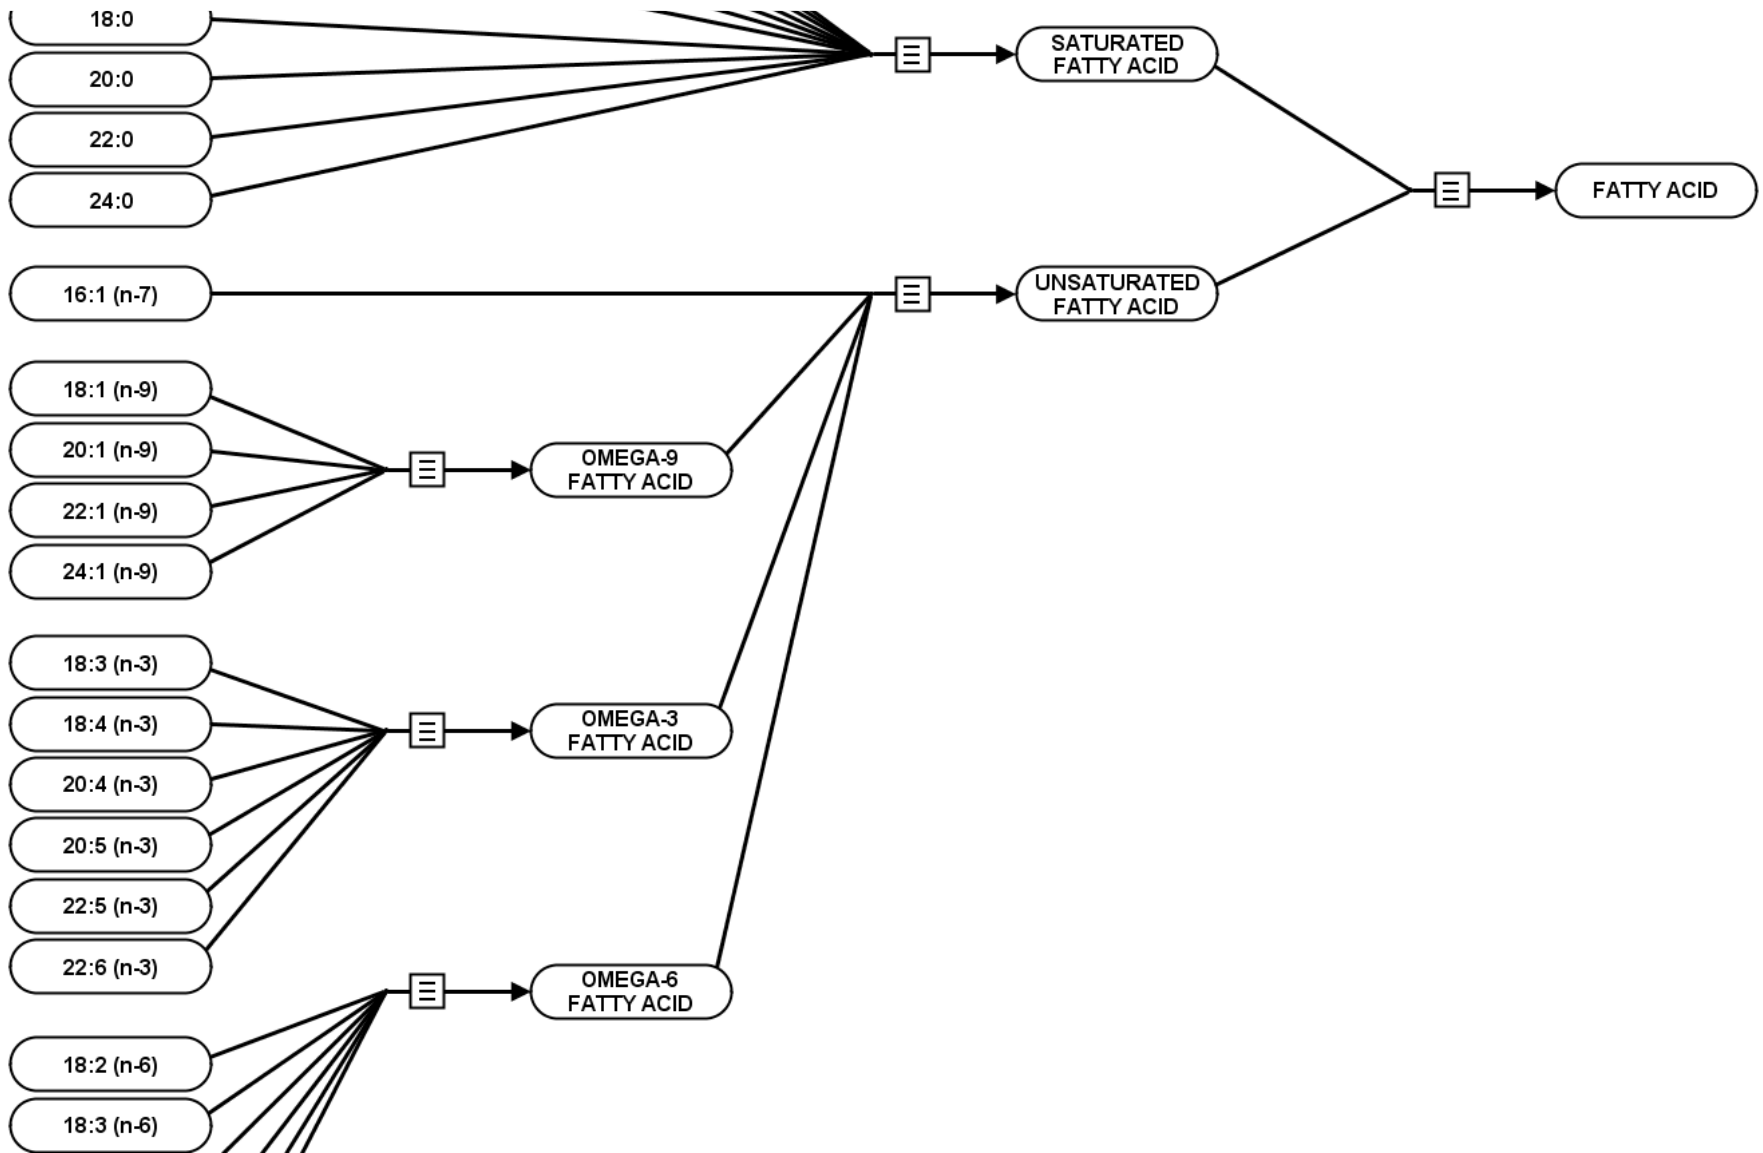 18:0
20:0
22:0
24:0
SATURATED
FATTY ACID
FATTY ACID
16:1 (n-7)
UNSATURATED
FATTY ACID
18:1 (n-9)
20:1 (n-9)
22:1 (n-9)
24:1 (n-9)
OMEGA-9
FATTY ACID
18:3 (n-3)
18:4 (n-3)
20:4 (n-3)
20:5 (n-3)
22:5 (n-3)
22:6 (n-3)
OMEGA-3
FATTY ACID
OMEGA-6
FATTY ACID
18:2 (n-6)
18:3 (n-6)